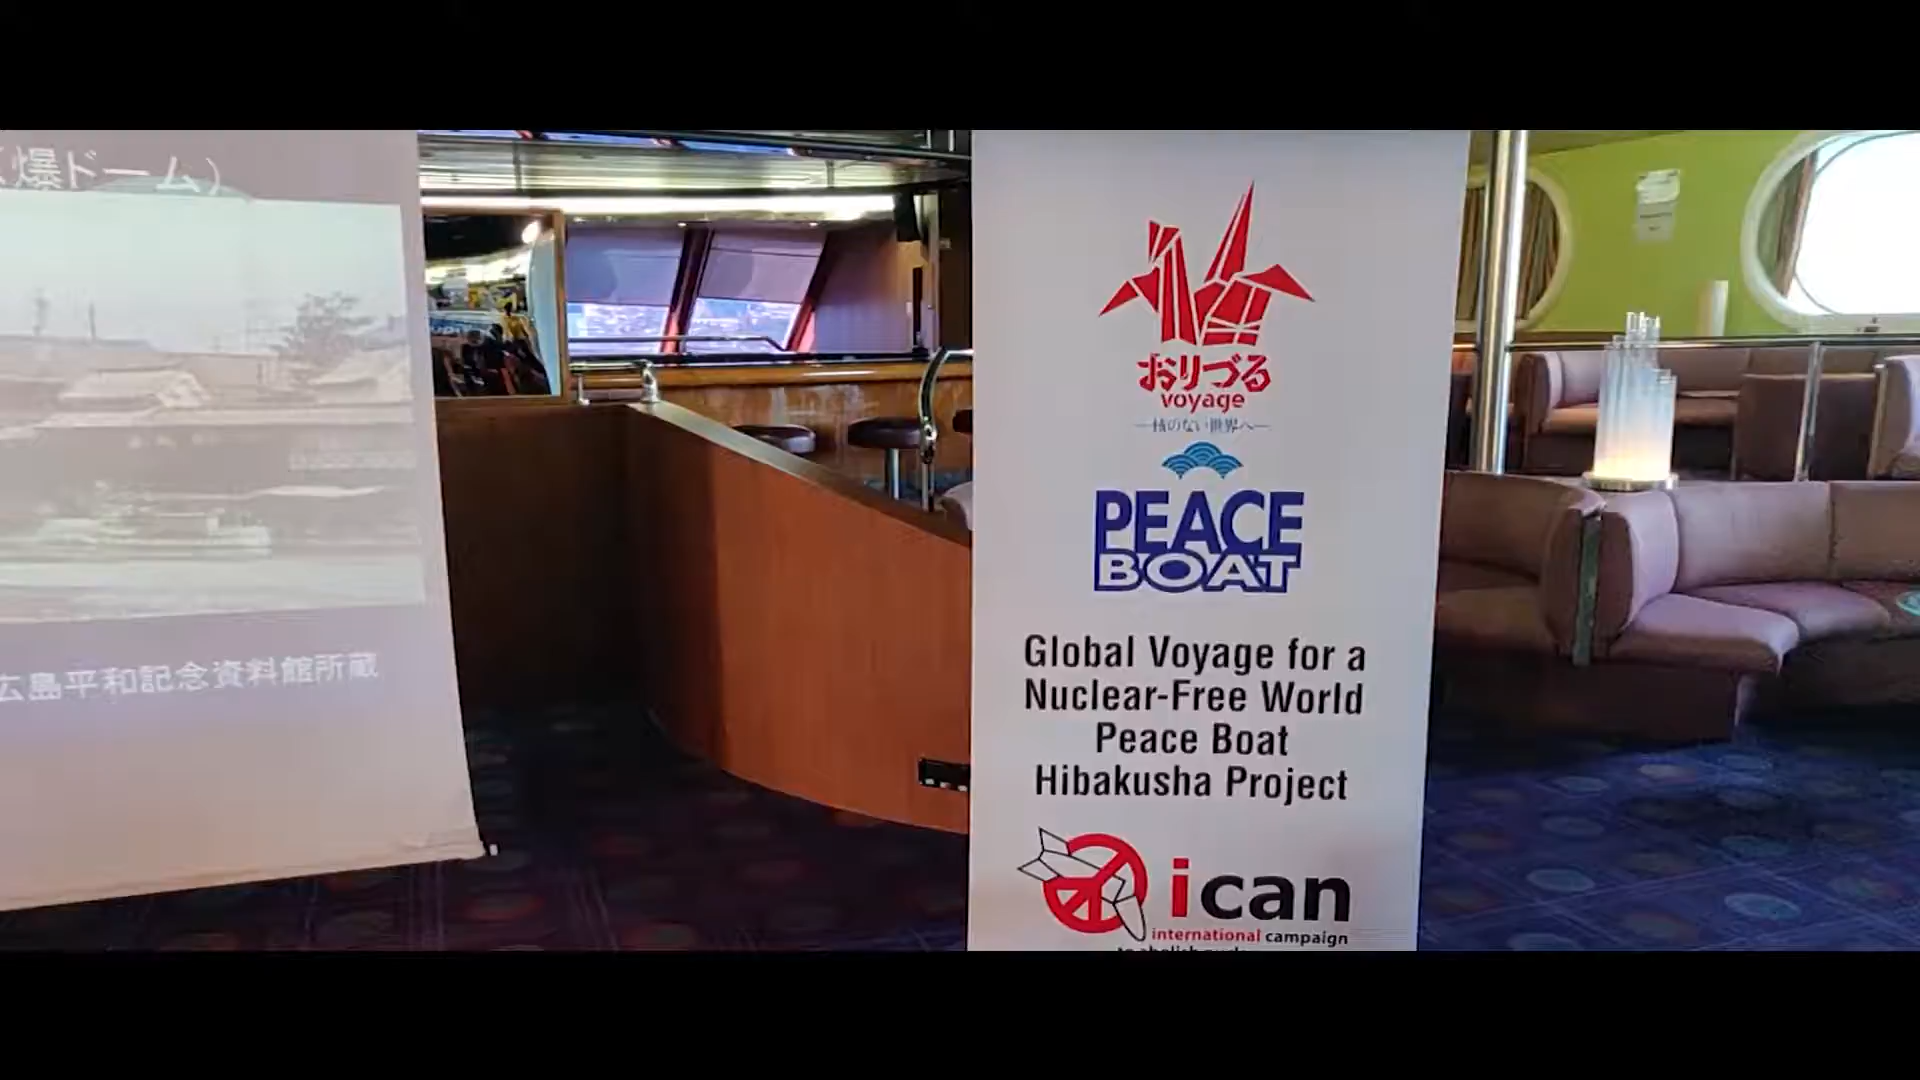 爆ドーム)
広島平和記念資料館所蔵
おりづる
voyage
―核のない世界へ―
PEACE
BOAT
Global Voyage for a
Nuclear-Free World
Peace Boat
Hibakusha Project
ican
international campaign